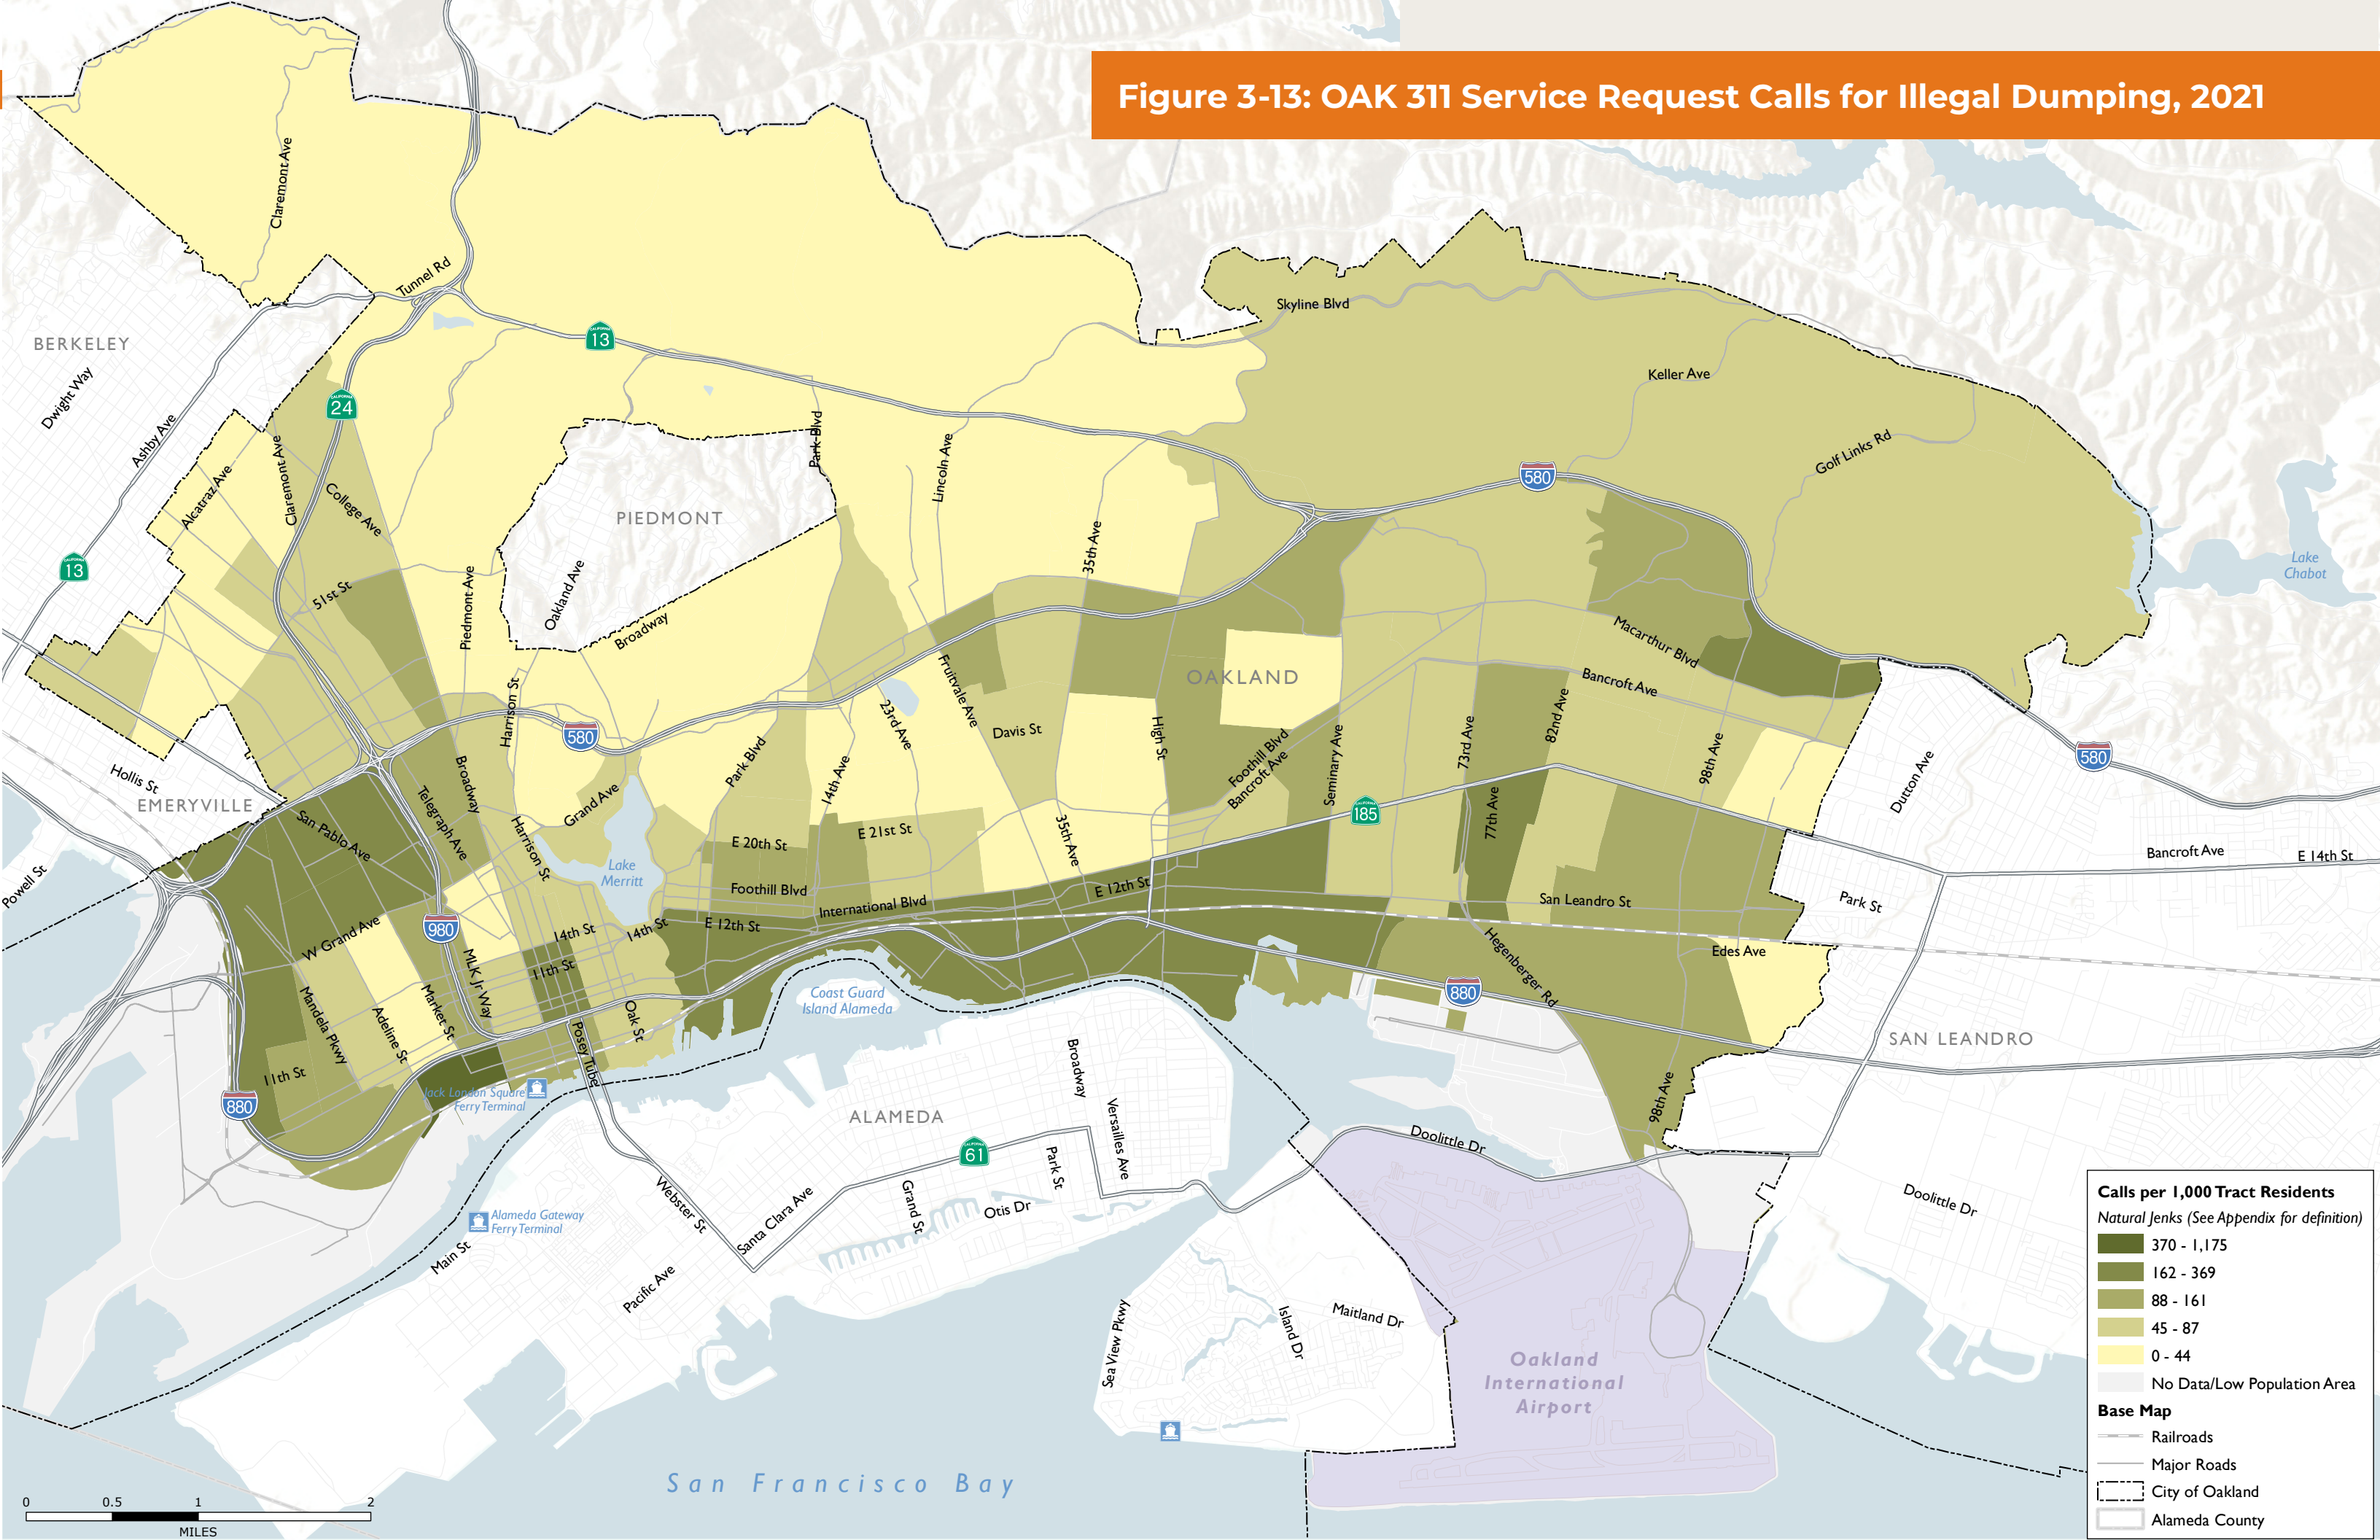 Figure 3-13: OAK 311 Service Request Calls for Illegal Dumping, 2021
Claremont Ave
Tunnel Rd
BERKELEY
Dwight Way
Ashby Ave
CALIFORNIA
13
CALIFORNIA
24
CALIFORNIA
13
Alcatraz Ave
Claremont Ave
College Ave
51st St
Piedmont Ave
PIEDMONT
Oakland Ave
Broadway
Park Blvd
Lincoln Ave
35th Ave
Skyline Blvd
Keller Ave
Golf Links Rd
580
Lake
Chabot
Macarthur Blvd
Bancroft Ave
OAKLAND
Hollis St
EMERYVILLE
Powell St
San Pablo Ave
Telegraph Ave
Broadway
Harrison St
Harrison St
580
Grand Ave
Lake
Merritt
Park Blvd
14th Ave
23rd Ave
Fruitvale Ave
Davis St
High St
35th Ave
Foothill Blvd
Bancroft Ave
Seminary Ave
73rd Ave
77th Ave
82nd Ave
98th Ave
CALIFORNIA
185
580
Dutton Ave
Bancroft Ave
E 14th St
Park St
E 20th St
E 21st St
Foothill Blvd
International Blvd
E 12th St
E 12th St
San Leandro St
Edes Ave
Hegenberger Rd
880
SAN LEANDRO
98th Ave
W Grand Ave
980
MLK Jr Way
14th St
14th St
11th St
Mandela Pkwy
Adeline St
Market St
Oak St
Posey Tube
11th St
880
Jack London Square
Ferry Terminal
Coast Guard
Island Alameda
ALAMEDA
CALIFORNIA
61
Broadway
Versailles Ave
Park St
Grand St
Otis Dr
Santa Clara Ave
Webster St
Pacific Ave
Main St
Alameda Gateway
Ferry Terminal
Doolittle Dr
Doolittle Dr
Sea View Pkwy
Island Dr
Maitland Dr
Oakland
International
Airport
San Francisco Bay
0 0.5 1 2
MILES
Calls per 1,000 Tract Residents
Natural Jenks (See Appendix for definition)
370 - 1,175
162 - 369
88 - 161
45 - 87
0 - 44
No Data/Low Population Area
Base Map
Railroads
Major Roads
City of Oakland
Alameda County